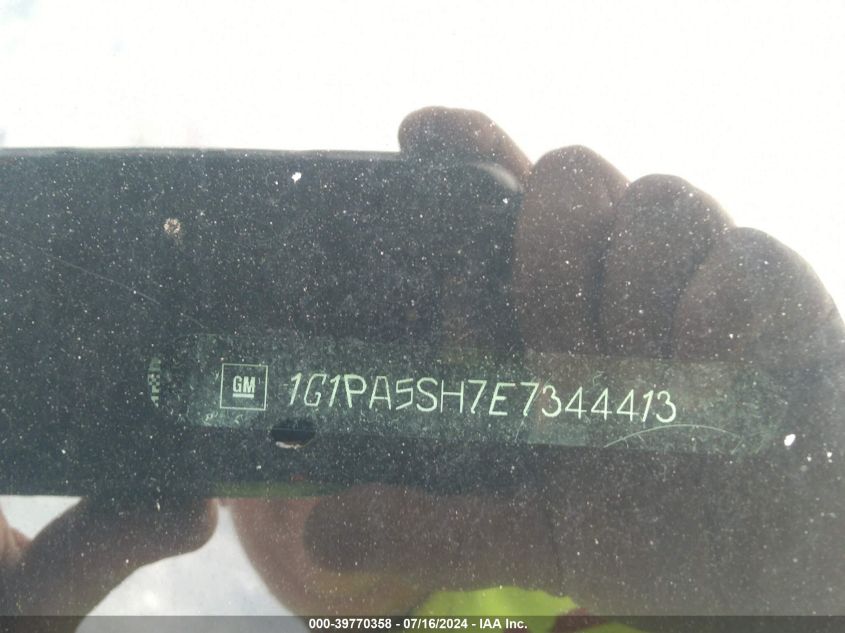 GM 1G1PA5SH7E7344413
000-39770358 - 07/16/2024 - IAA Inc.